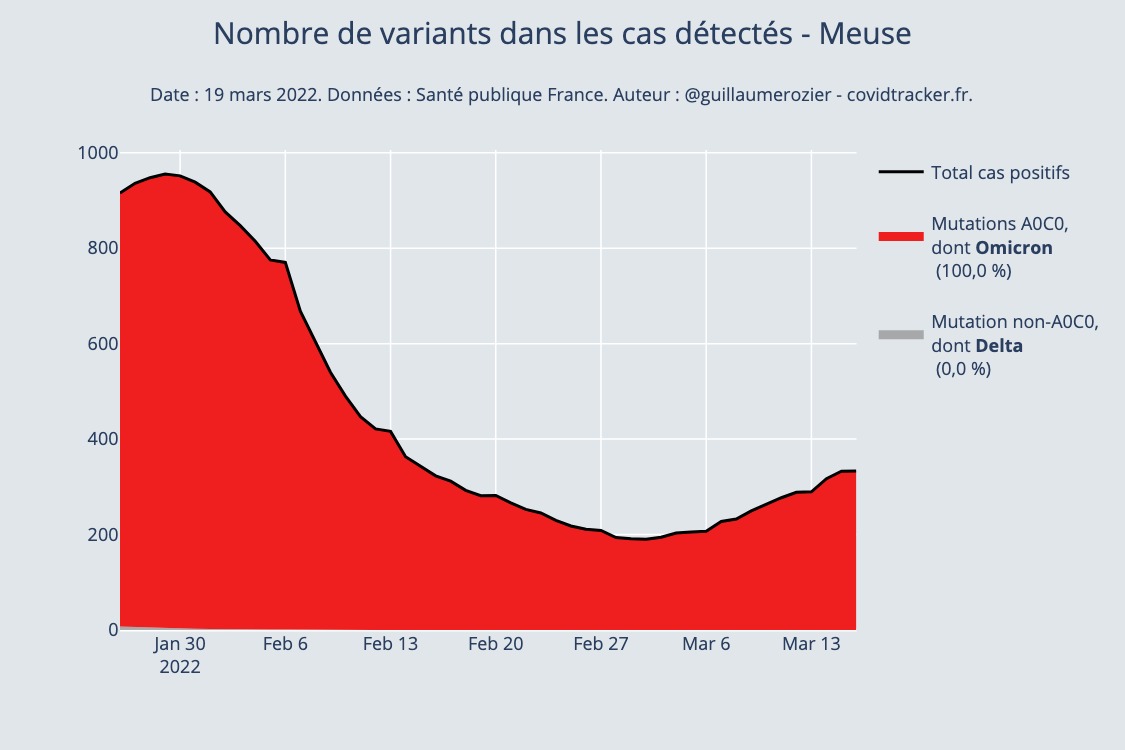 Nombre de variants dans les cas détectés - Meuse
Date : 19 mars 2022. Données : Santé publique France. Auteur : @guillaumerozier - covidtracker.fr.
1000
800
600
400
200
0
Jan 30
2022
Feb 6
Feb 13
Feb 20
Feb 27
Mar 6
Mar 13
Total cas positifs
Mutations A0C0,
dont Omicron
(100,0 %)
Mutation non-A0C0,
dont Delta
(0,0 %)